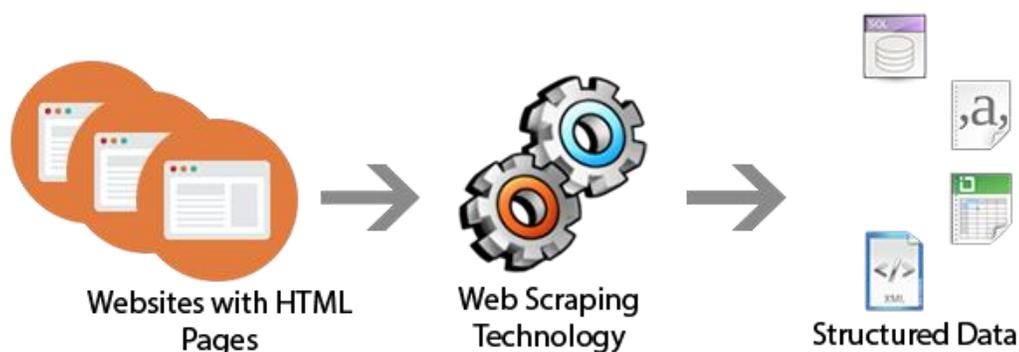 SQL
,a,
XML
Websites with HTML
Pages
Web Scraping
Technology
Structured Data